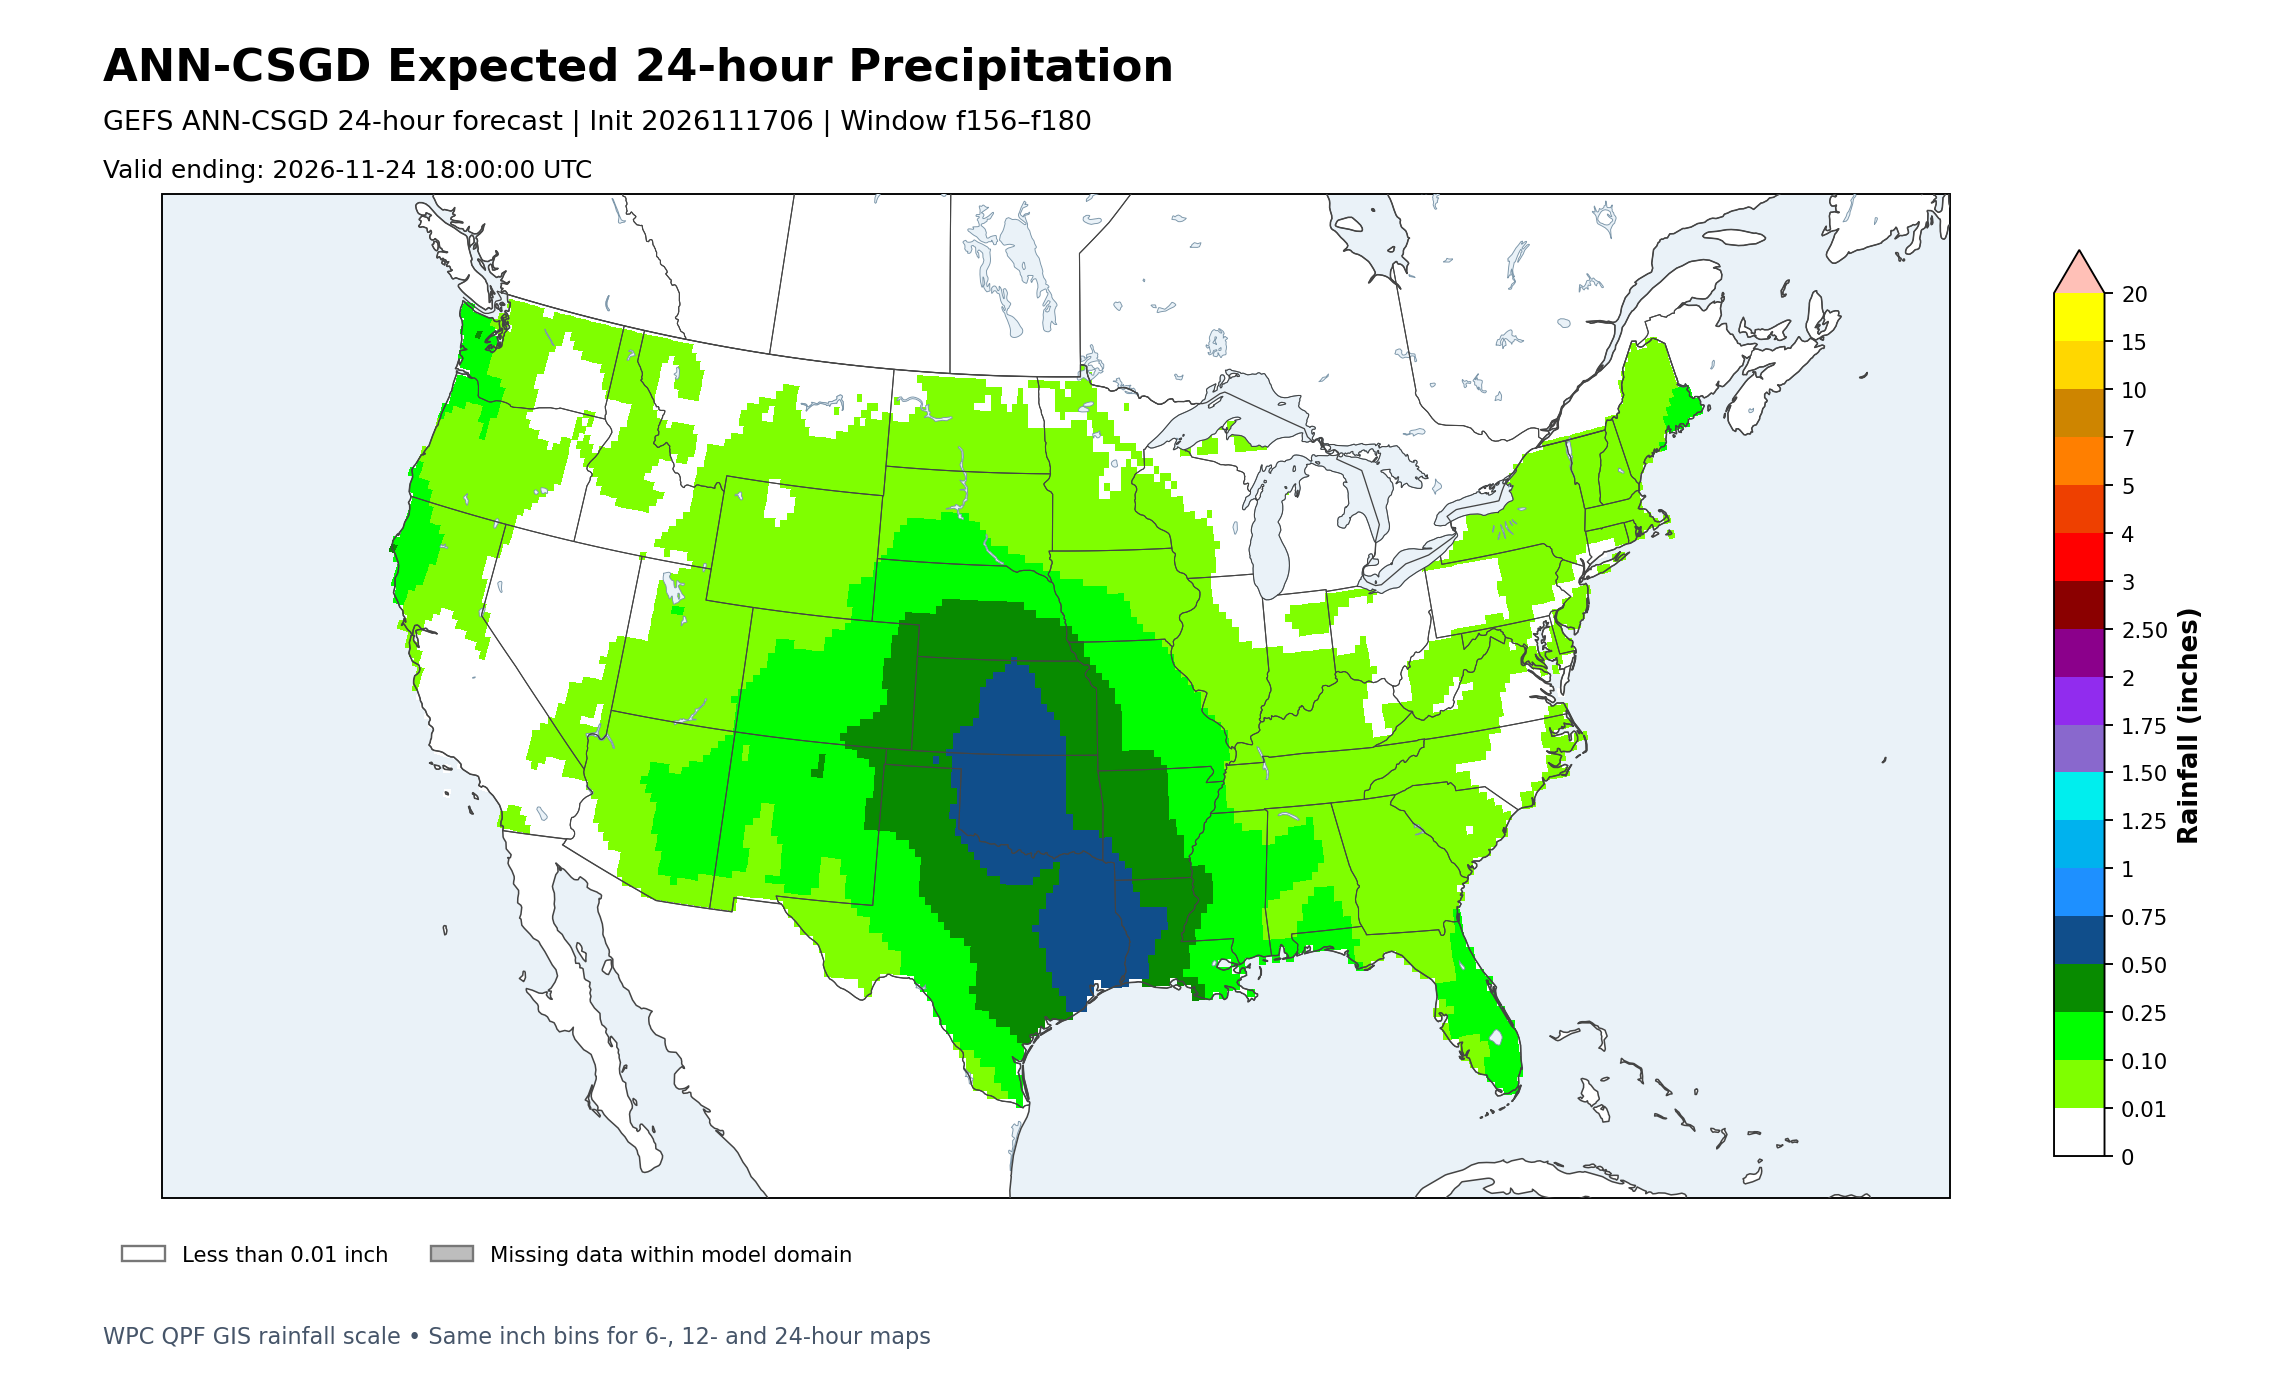 ANN-CSGD Expected 24-hour Precipitation
GEFS ANN-CSGD 24-hour forecast | Init 2026111706 | Window f156–f180
Valid ending: 2026-11-24 18:00:00 UTC
20
15
10
7
5
4
3
2.50
2
1.75
1.50
1.25
1
0.75
0.50
0.25
0.10
0.01
0
Rainfall (inches)
Less than 0.01 inch
Missing data within model domain
WPC QPF GIS rainfall scale • Same inch bins for 6-, 12- and 24-hour maps